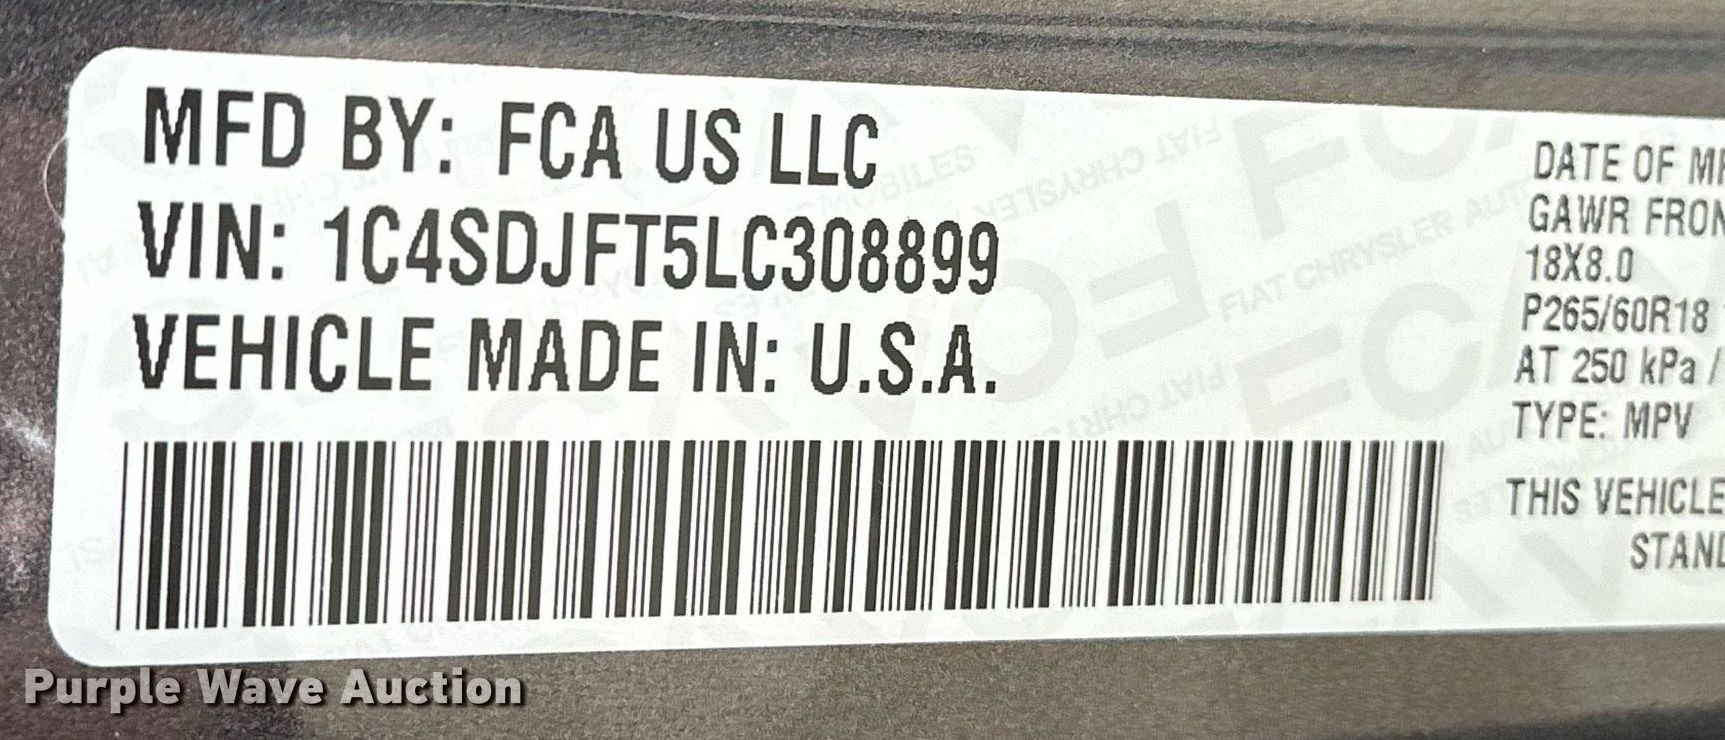 MFD BY: FCA US LLC
VIN: 1C4SDJFT5LC308899
VEHICLE MADE IN: U.S.A.
DATE OF
GAWR
18X8.0
P265/60R18
AT 250 kPa /
TYPE: MPV
THIS VEHICLE
Purple Wave Auction